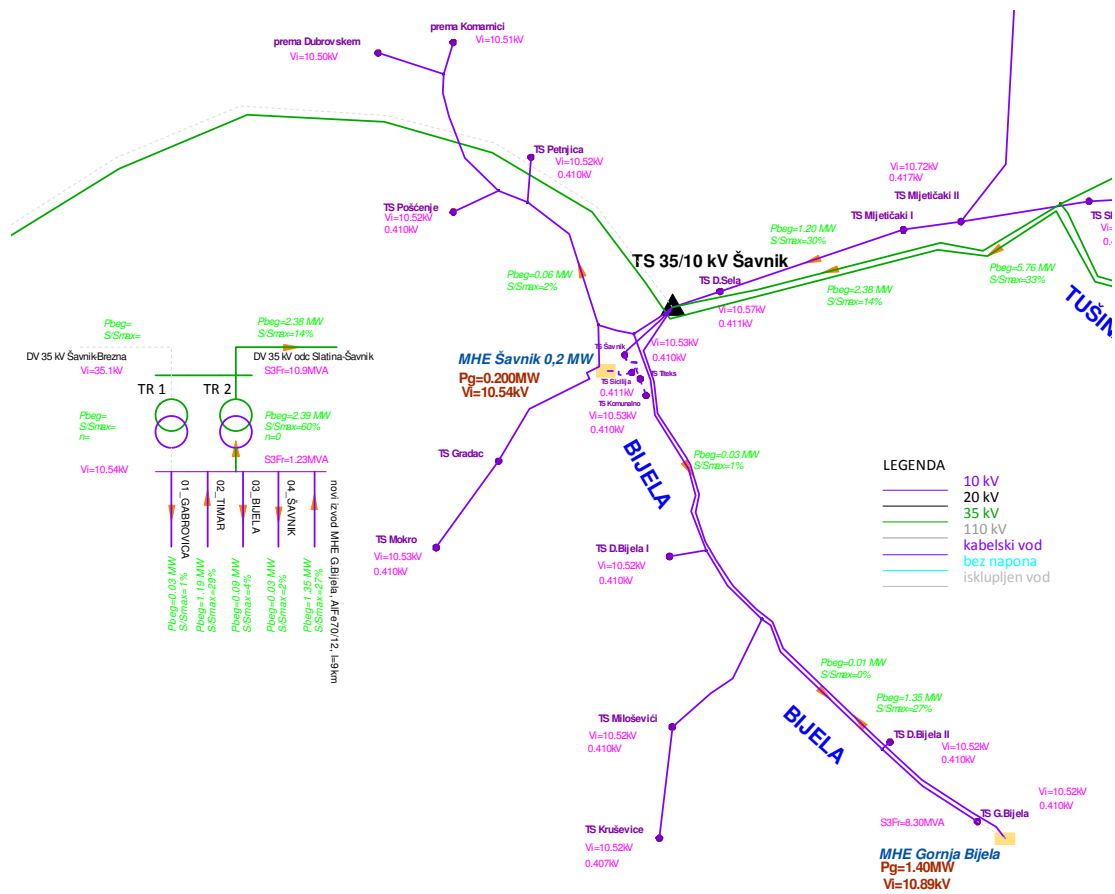 prema Komarnici
Vi=10.51kV
prema Dubrovskem
Vi=10.50kV
TS Petnjica
Vi=10.52kV
0.410kV
TS Pošćenje
Vi=10.52kV
0.410kV
Vi=10.72kV
0.417kV
TS Mljetičaki II
TS Mljetičaki I
Pbeg=1.20 MW
S/Smax=30%
Pbeg=5.76 MW
S/Smax=33%
TUŠIN
TS 35/10 kV Šavnik
Pbeg=0.06 MW
S/Smax=2%
TS D.Sela
Pbeg=2.38 MW
S/Smax=14%
Vi=10.57kV
0.411kV
Pbeg=
S/Smax=
Pbeg=2.38 MW
S/Smax=14%
DV 35 kV Šavnik-Brezna
Vi=35.1kV
DV 35 kV odc Slatina-Šavnik
S3Fr=10.9MVA
TR 1
TR 2
Pbeg=
S/Smax=
n=
Pbeg=2.39 MW
S/Smax=60%
n=0
Vi=10.54kV
S3Fr=1.23MVA
01_GABROVICA
02_TIMAR
03_BIJELA
04_ŠAVNIK
novi izvod MHE G.Bijela, AlFe70/12, l=9km
Pbeg=0.03 MW
S/Smax=1%
Pbeg=1.19 MW
S/Smax=29%
Pbeg=0.09 MW
S/Smax=4%
Pbeg=0.03 MW
S/Smax=2%
Pbeg=1.35 MW
S/Smax=27%
MHE Šavnik 0,2 MW
Pg=0.200MW
Vi=10.54kV
TS Šavnik
Vi=10.53kV
0.410kV
TS Titeks
TS Sicilija
0.411kV
TS Komunalno
Vi=10.53kV
0.410kV
BIJELA
Pbeg=0.03 MW
S/Smax=1%
TS Gradac
TS Mokro
Vi=10.53kV
0.410kV
TS D.Bijela I
Vi=10.52kV
0.410kV
LEGENDA
10 kV
20 kV
35 kV
110 kV
kabelski vod
bez napona
isklupljen vod
Pbeg=0.01 MW
S/Smax=0%
Pbeg=1.35 MW
S/Smax=27%
BIJELA
TS Miloševići
Vi=10.52kV
0.410kV
TS D.Bijela II
Vi=10.52kV
0.410kV
Vi=10.52kV
0.410kV
TS G.Bijela
S3Fr=8.30MVA
TS Kruševice
Vi=10.52kV
0.407kV
MHE Gornja Bijela
Pg=1.40MW
Vi=10.89kV